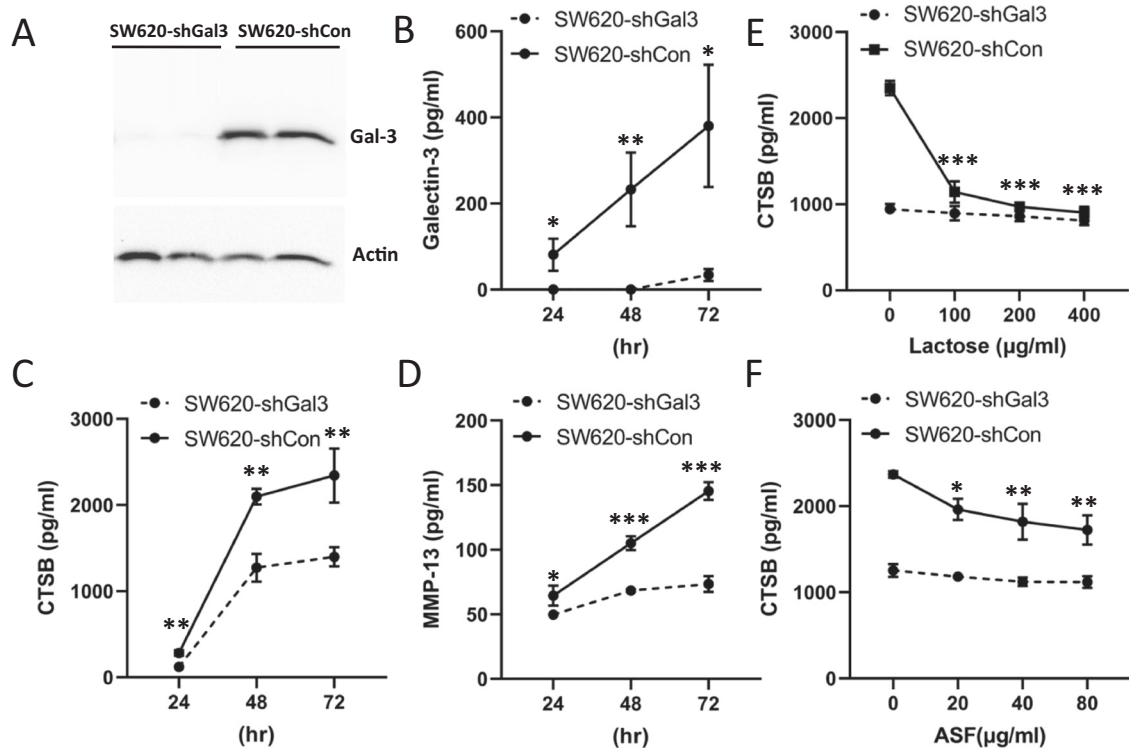 A
SW620-shGal3 SW620-shCon
Gal-3
Actin
B
SW620-shGal3
SW620-shCon
Galectin-3 (pg/ml)
600
400
200
0
*
**
*
24 48 72
(hr)
E
SW620-shGal3
SW620-shCon
CTSB (pg/ml)
3000
2000
1000
0
***
***
***
0 100 200 400
Lactose (μg/ml)
C
SW620-shGal3
SW620-shCon
CTSB (pg/ml)
3000
2000
1000
0
**
**
**
24 48 72
(hr)
D
SW620-shGal3
SW620-shCon
MMP-13 (pg/ml)
200
150
100
50
0
*
***
***
24 48 72
(hr)
F
SW620-shGal3
SW620-shCon
CTSB (pg/ml)
3000
2000
1000
0
*
**
**
0 20 40 80
ASF(μg/ml)